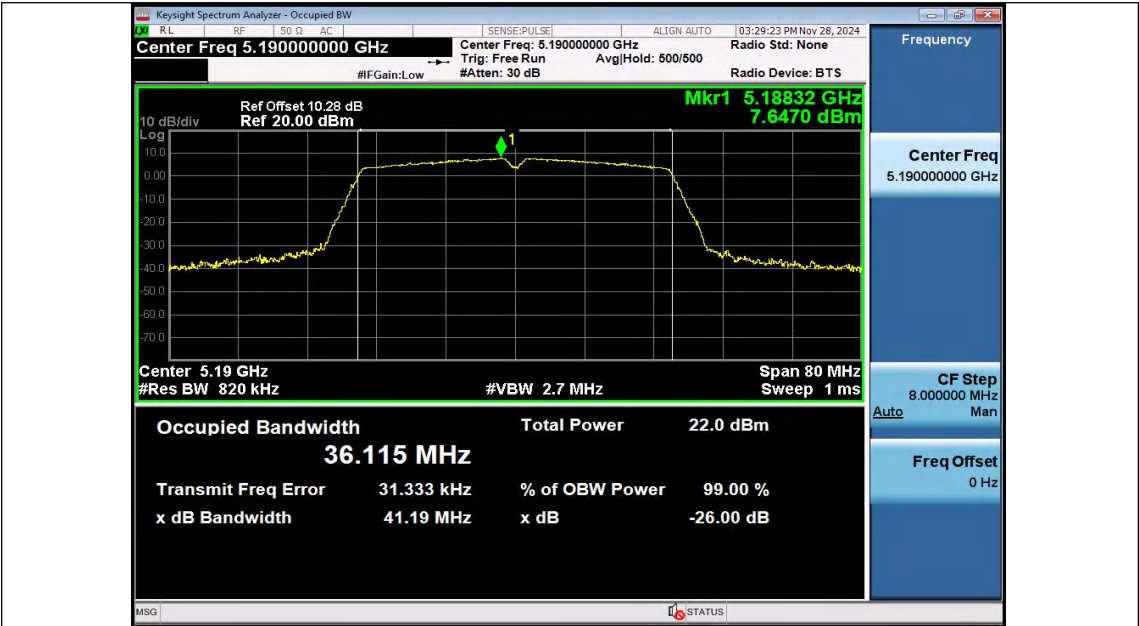 Keysight Spectrum Analyzer - Occupied BW
LXI RL RF 50 Ω AC SENSE:PULSE ALIGN AUTO 03:29:23 PM Nov 28, 2024
Center Freq 5.190000000 GHz
Center Freq: 5.190000000 GHz
Radio Std: None
Trig: Free Run Avg|Hold: 500/500
#IFGain:Low
#Atten: 30 dB
Radio Device: BTS
Mkr1 5.18832 GHz
7.6470 dBm
Ref Offset 10.28 dB
10 dB/div Ref 20.00 dBm
Log
1
10.0
0.00
-10.0
-20.0
-30.0
-40.0
-50.0
-60.0
-70.0
Center 5.19 GHz
Span 80 MHz
#Res BW 820 kHz
#VBW 2.7 MHz
Sweep 1 ms
Occupied Bandwidth
36.115 MHz
Total Power 22.0 dBm
Transmit Freq Error 31.333 kHz
% of OBW Power 99.00 %
x dB Bandwidth 41.19 MHz
x dB -26.00 dB
MSG
STATUS
Frequency
Center Freq
5.190000000 GHz
CF Step
8.000000 MHz
Auto Man
Freq Offset
0 Hz